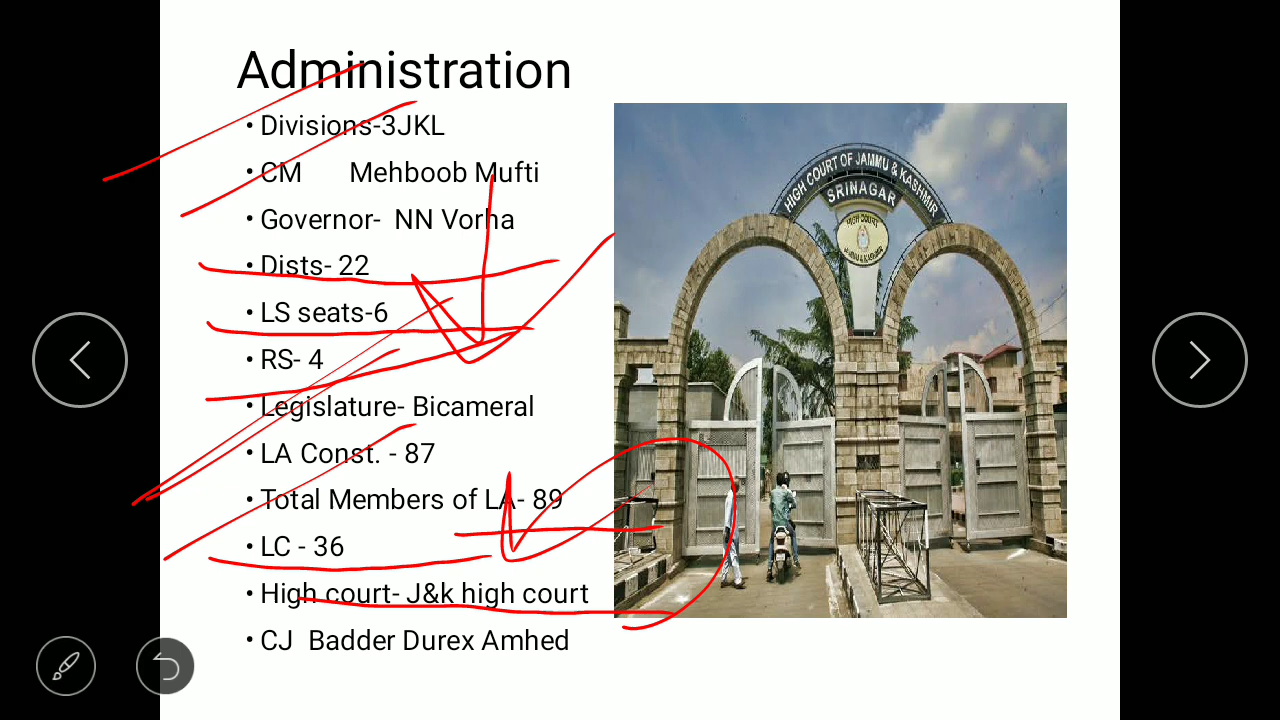 Administration
• Divisions-3JKL
• CM Mehboob Mufti
• Governor- NN Vorha
• Dists- 22
• LS seats-6
• RS- 4
• Legislature- Bicameral
• LA Const. - 87
• Total Members of LA- 89
• LC - 36
• High court- J&k high court
• CJ Badder Durex Amhed
HIGH COURT OF JAMMU & KASHMIR
SRINAGAR